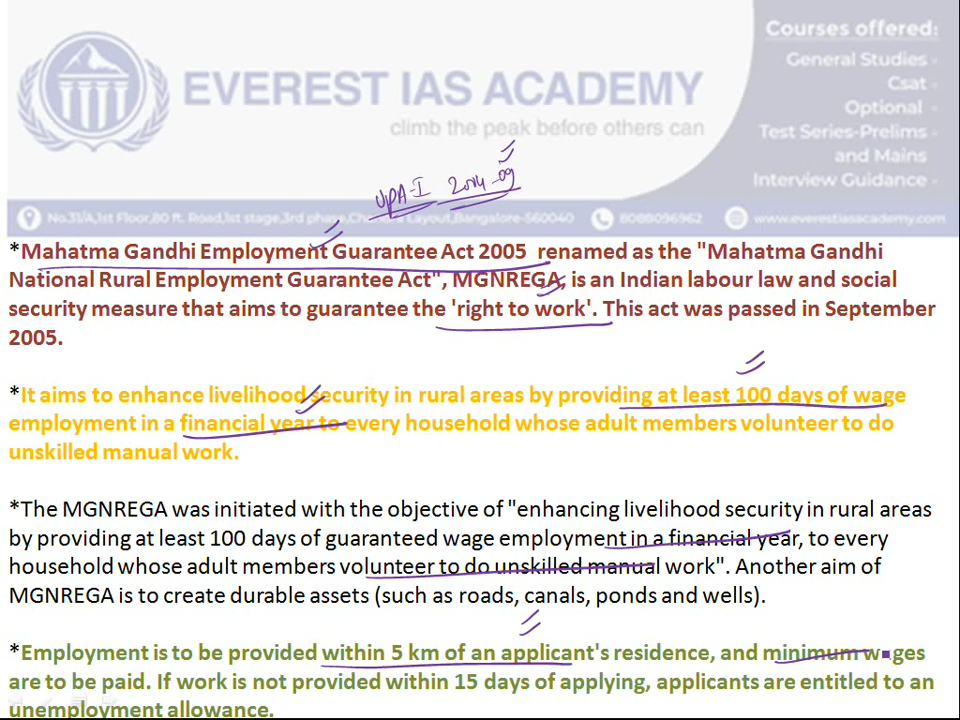 Courses offered:
General Studies -
Csat -
EVEREST IAS ACADEMY
Optional -
climb the peak before others can
Test Series-Prelims -
and Mains
Interview Guidance -
UPA-I 2004-09
No.31/A,1st Floor,80 ft. Road,1st stage,3rd phase, Layout,Bangalore-560040 8088096962 www.everestiasacademy.com
*Mahatma Gandhi Employment Guarantee Act 2005 renamed as the "Mahatma Gandhi
National Rural Employment Guarantee Act", MGNREGA, is an Indian labour law and social
security measure that aims to guarantee the 'right to work'. This act was passed in September
2005.
*It aims to enhance livelihood security in rural areas by providing at least 100 days of wage
employment in a financial year to every household whose adult members volunteer to do
unskilled manual work.
*The MGNREGA was initiated with the objective of "enhancing livelihood security in rural areas
by providing at least 100 days of guaranteed wage employment in a financial year, to every
household whose adult members volunteer to do unskilled manual work". Another aim of
MGNREGA is to create durable assets (such as roads, canals, ponds and wells).
*Employment is to be provided within 5 km of an applicant's residence, and minimum wages
are to be paid. If work is not provided within 15 days of applying, applicants are entitled to an
unemployment allowance.